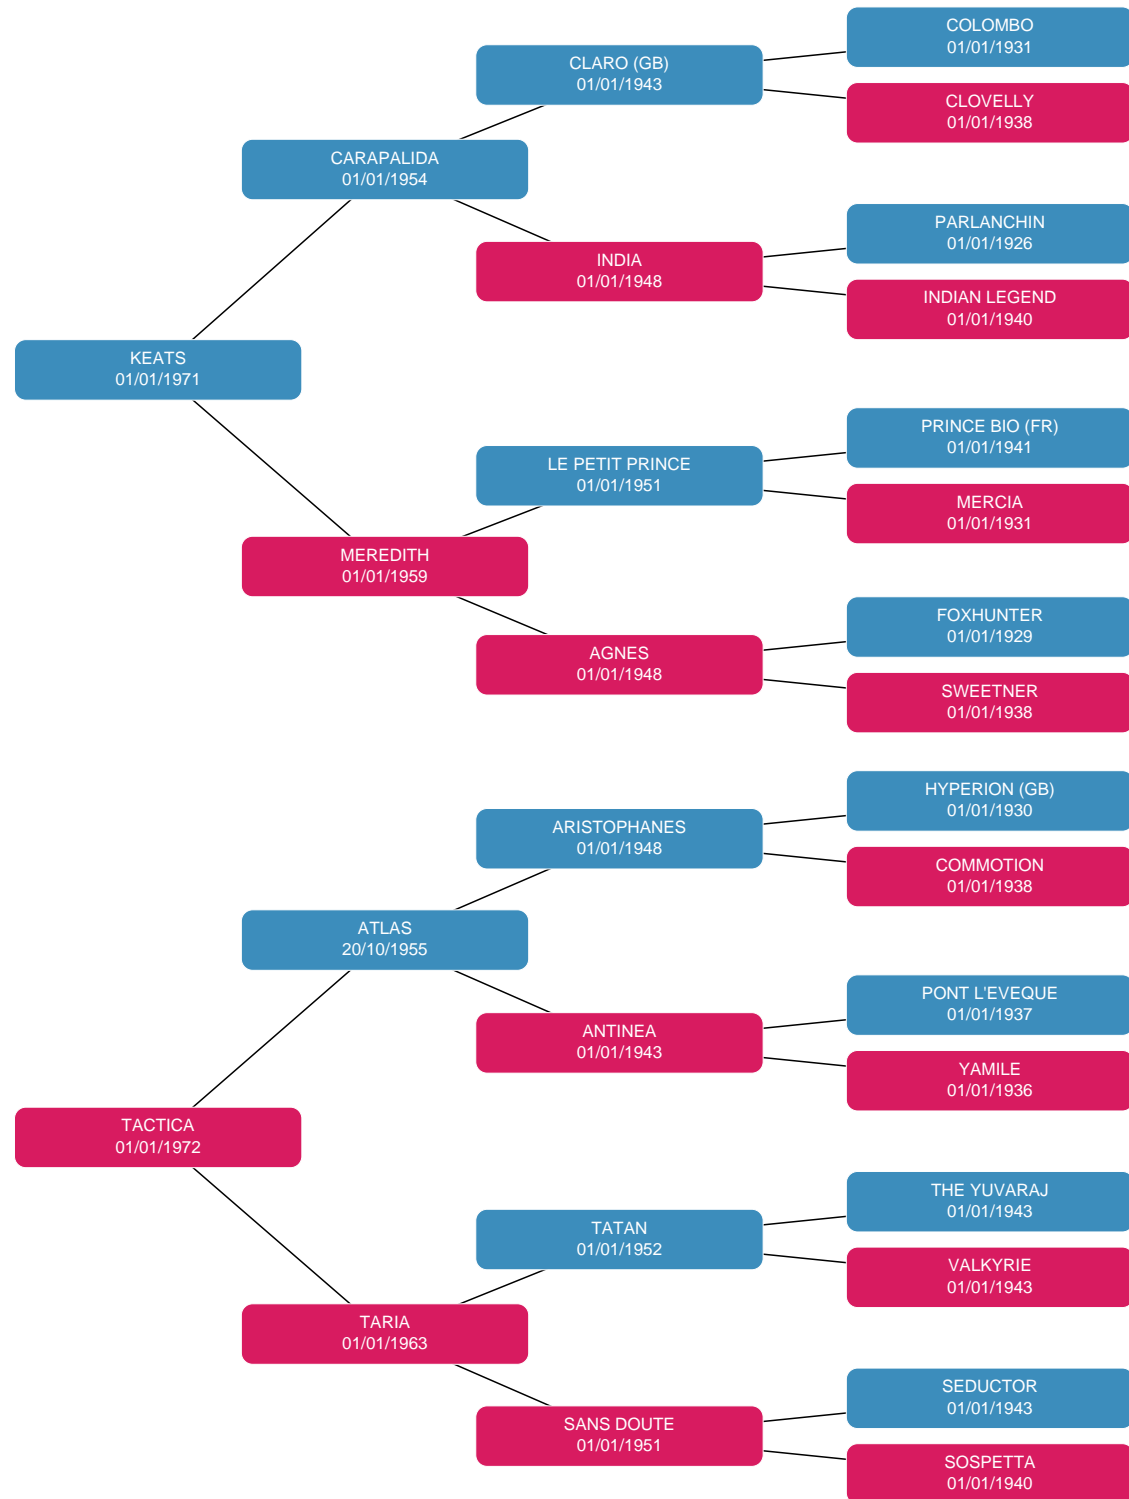 COLOMBO
01/01/1931
CLARO (GB)
01/01/1943
CLOVELLY
01/01/1938
CARAPALIDA
01/01/1954
PARLANCHIN
01/01/1926
INDIA
01/01/1948
INDIAN LEGEND
01/01/1940
KEATS
01/01/1971
PRINCE BIO (FR)
01/01/1941
LE PETIT PRINCE
01/01/1951
MERCIA
01/01/1931
MEREDITH
01/01/1959
FOXHUNTER
01/01/1929
AGNES
01/01/1948
SWEETNER
01/01/1938
HYPERION (GB)
01/01/1930
ARISTOPHANES
01/01/1948
COMMOTION
01/01/1938
ATLAS
20/10/1955
PONT L'EVEQUE
01/01/1937
ANTINEA
01/01/1943
YAMILE
01/01/1936
TACTICA
01/01/1972
THE YUVARAJ
01/01/1943
TATAN
01/01/1952
VALKYRIE
01/01/1943
TARIA
01/01/1963
SEDUCTOR
01/01/1943
SANS DOUTE
01/01/1951
SOSPETTA
01/01/1940